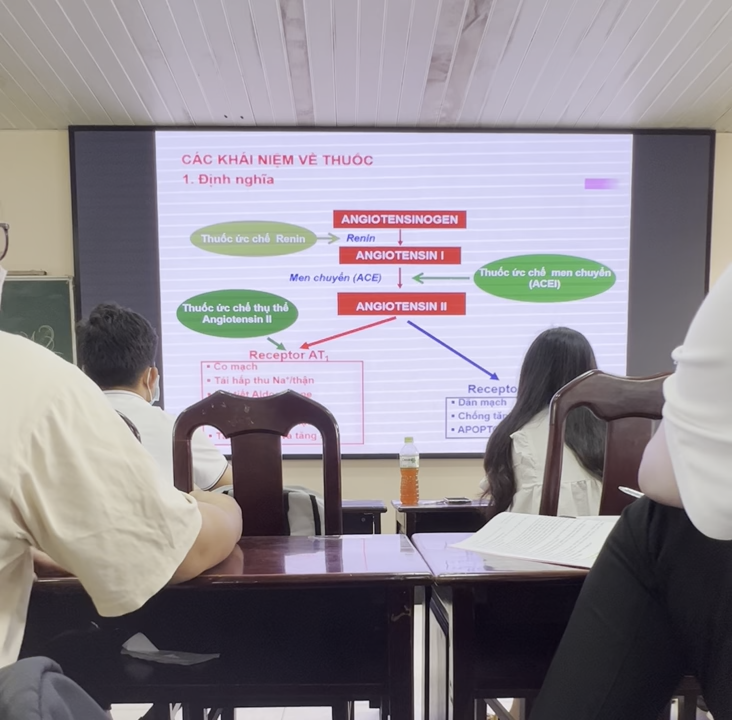 CÁC KHÁI NIỆM VỀ THUỐC
1. Định nghĩa
ANGIOTENSINOGEN
Thuốc ức chế Renin
Renin
ANGIOTENSIN I
Men chuyển (ACE)
Thuốc ức chế men chuyển
(ACEI)
ANGIOTENSIN II
Thuốc ức chế thụ thể
Angiotensin II
Receptor AT₁
• Co mạch
• Tái hấp thu Na⁺/thận
• Dãn mạch
• Chống